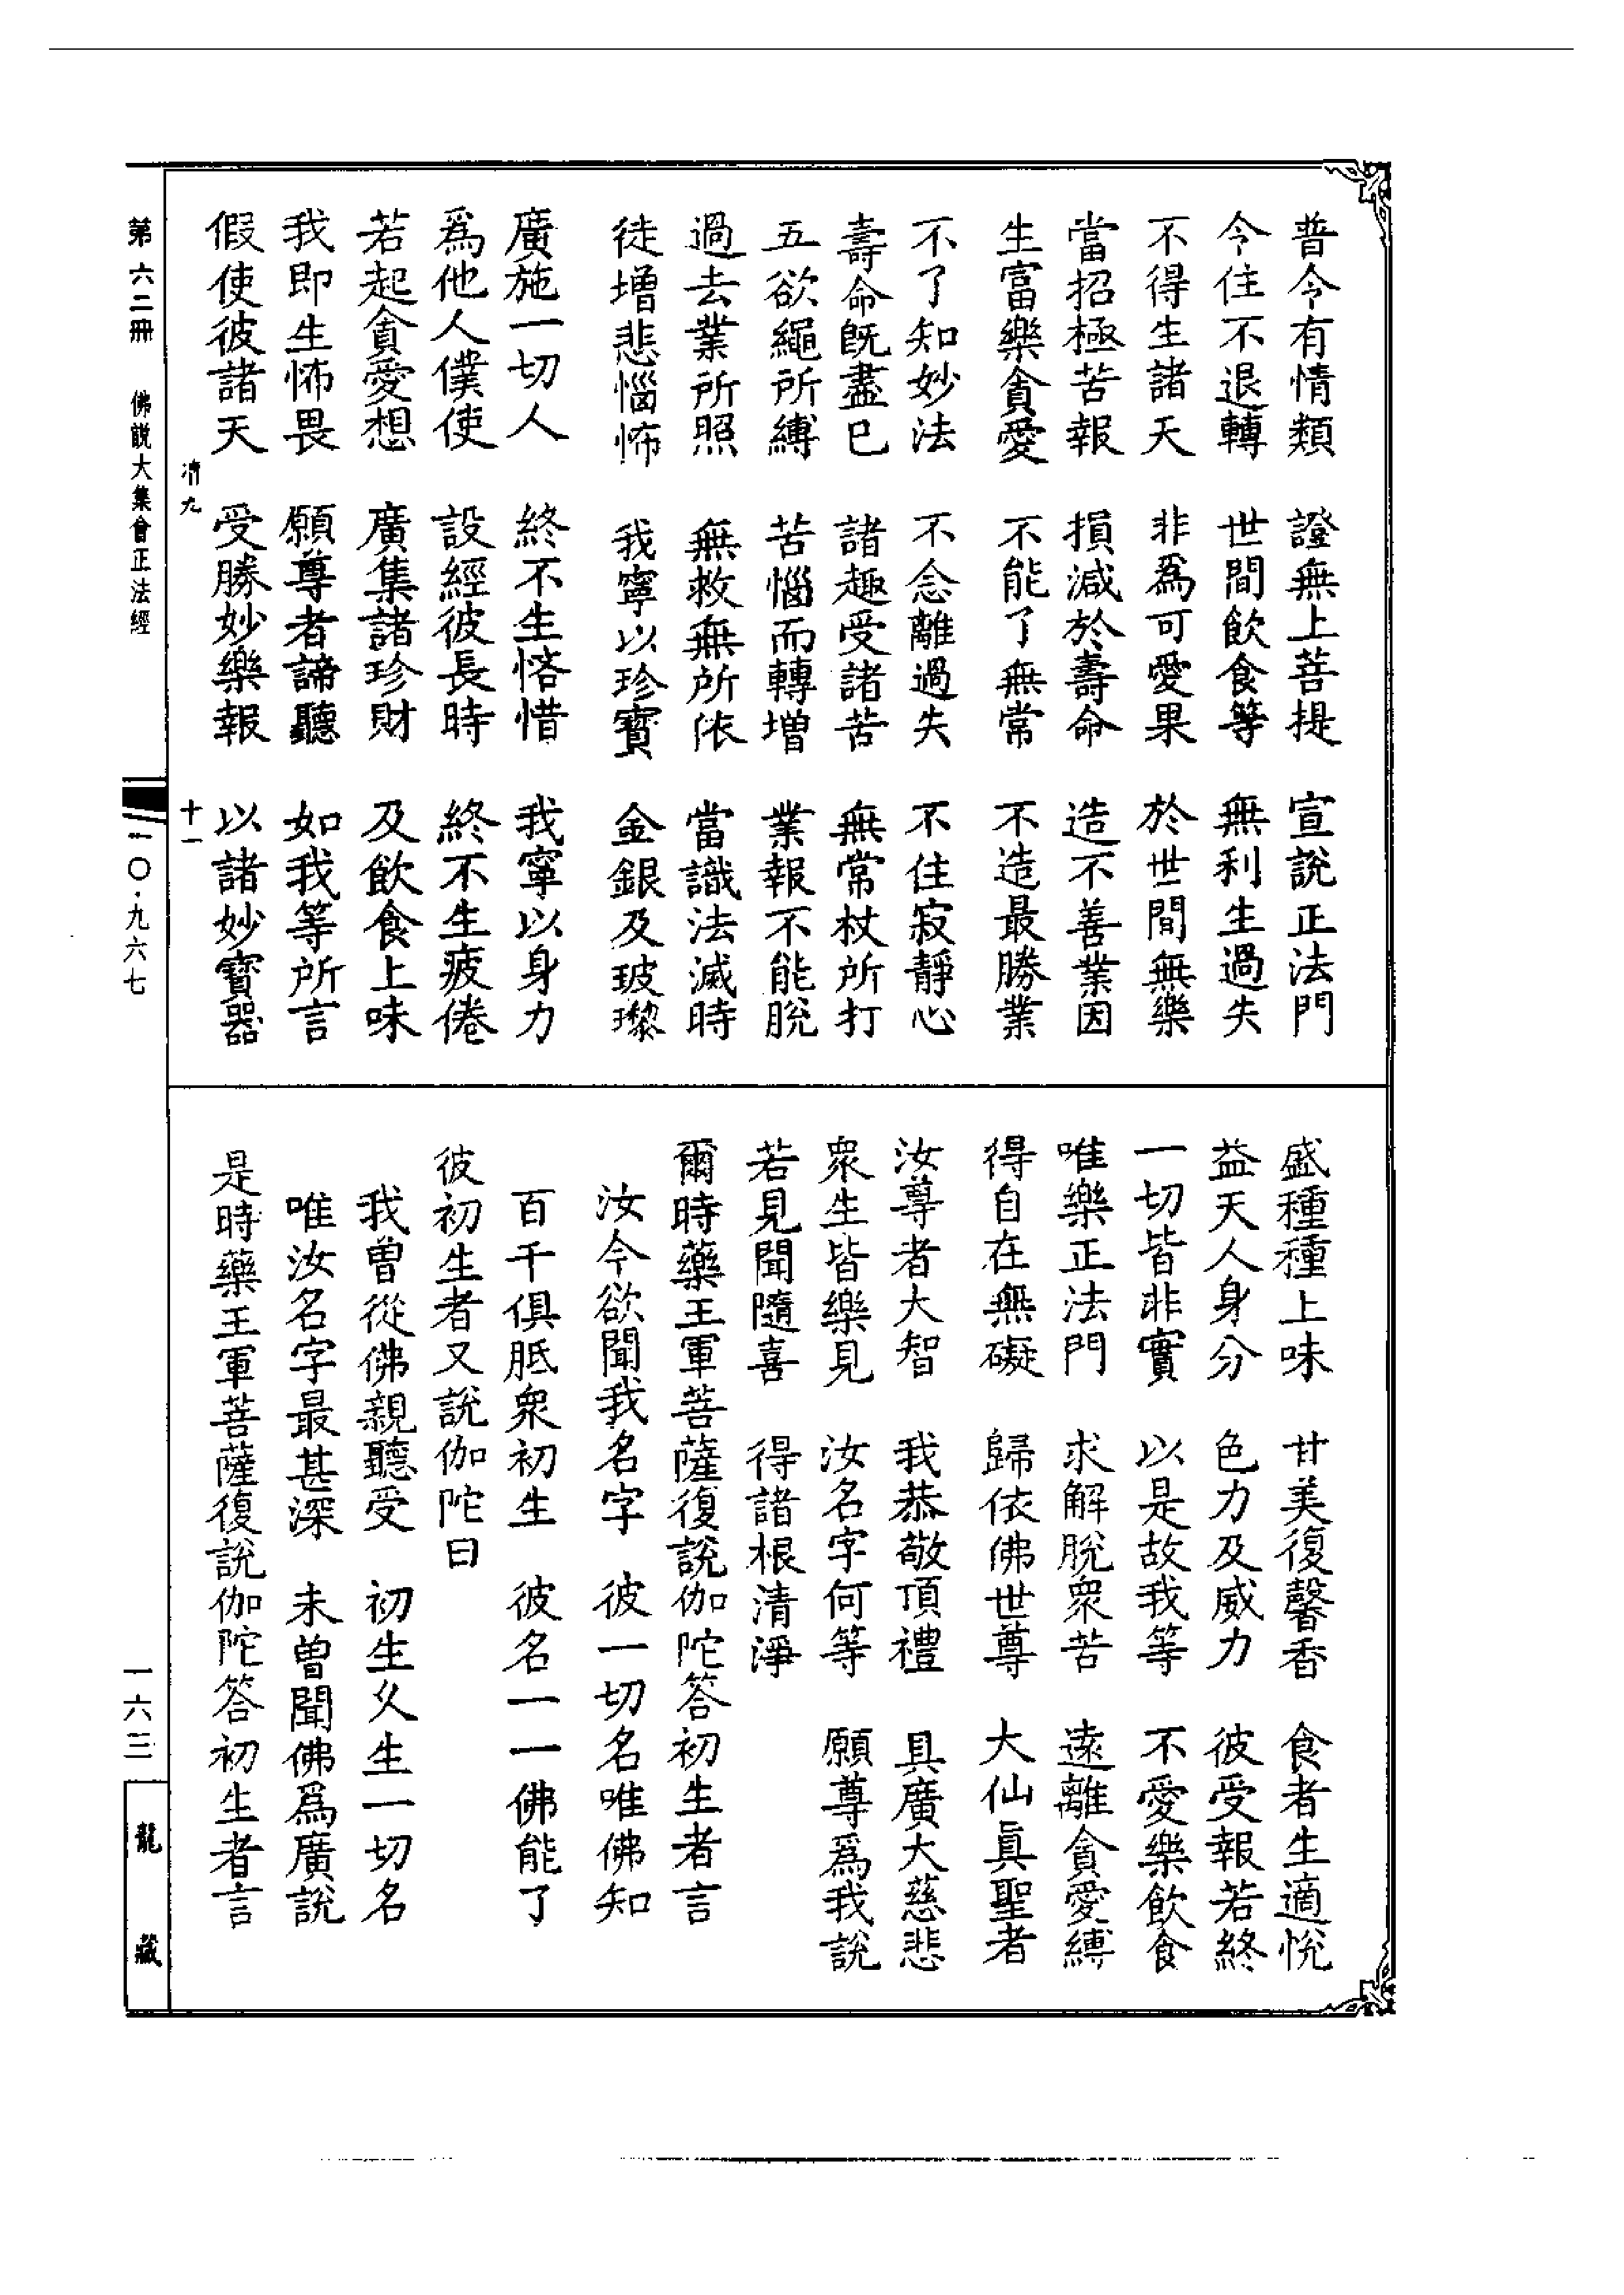 普令有情類　證無上菩提　宣說正法門
今住不退轉　世間飲食等　無利生過失
不得生諸天　非爲可愛果　於世間無樂
當招極苦報　損減於壽命　造不善業因
生富樂貪愛　不能了無常　不造最勝業
不了知妙法　不念離過失　不住寂靜心
壽命旣盡已　諸趣受諸苦　無常杖所打
五欲繩所縛　苦惱而轉增　業報不能脫
過去業所照　無救無所依　當識法滅時
徒增悲惱怖　我寧以珍寶　金銀及玻瓈
廣施一切人　終不生悋惜　我寧以身力
爲他人僕使　設經彼長時　終不生疲倦
若起貪愛想　廣集諸珍財　及飲食上味
我即生怖畏　願尊者諦聽　如我等所言
假使彼諸天　受勝妙樂報　以諸妙寶器
清九　十一
盛種種上味　甘美復馨香　食者生適悅
益天人身分　色力及威力　彼受報若終
一切皆非實　以是故我等　不愛樂飲食
唯樂正法門　求解脫衆苦　遠離貪愛縛
得自在無礙　歸依佛世尊　大仙眞聖者
汝尊者大智　我恭敬頂禮　具廣大慈悲
衆生皆樂見　汝名字何等　願尊爲我說
若見聞隨喜　得諸根清淨
爾時藥王軍菩薩復說伽陀答初生者言
汝今欲聞我名字　彼一切名唯佛知
百千俱胝衆初生　彼名一一佛能了
彼初生者又說伽陀曰
我曾從佛親聽受　初生久生一切名
唯汝名字最甚深　未曾聞佛爲廣說
是時藥王軍菩薩復說伽陀答初生者言
第六二冊　佛說大集會正法經
一〇·九六七
一六三
龍藏